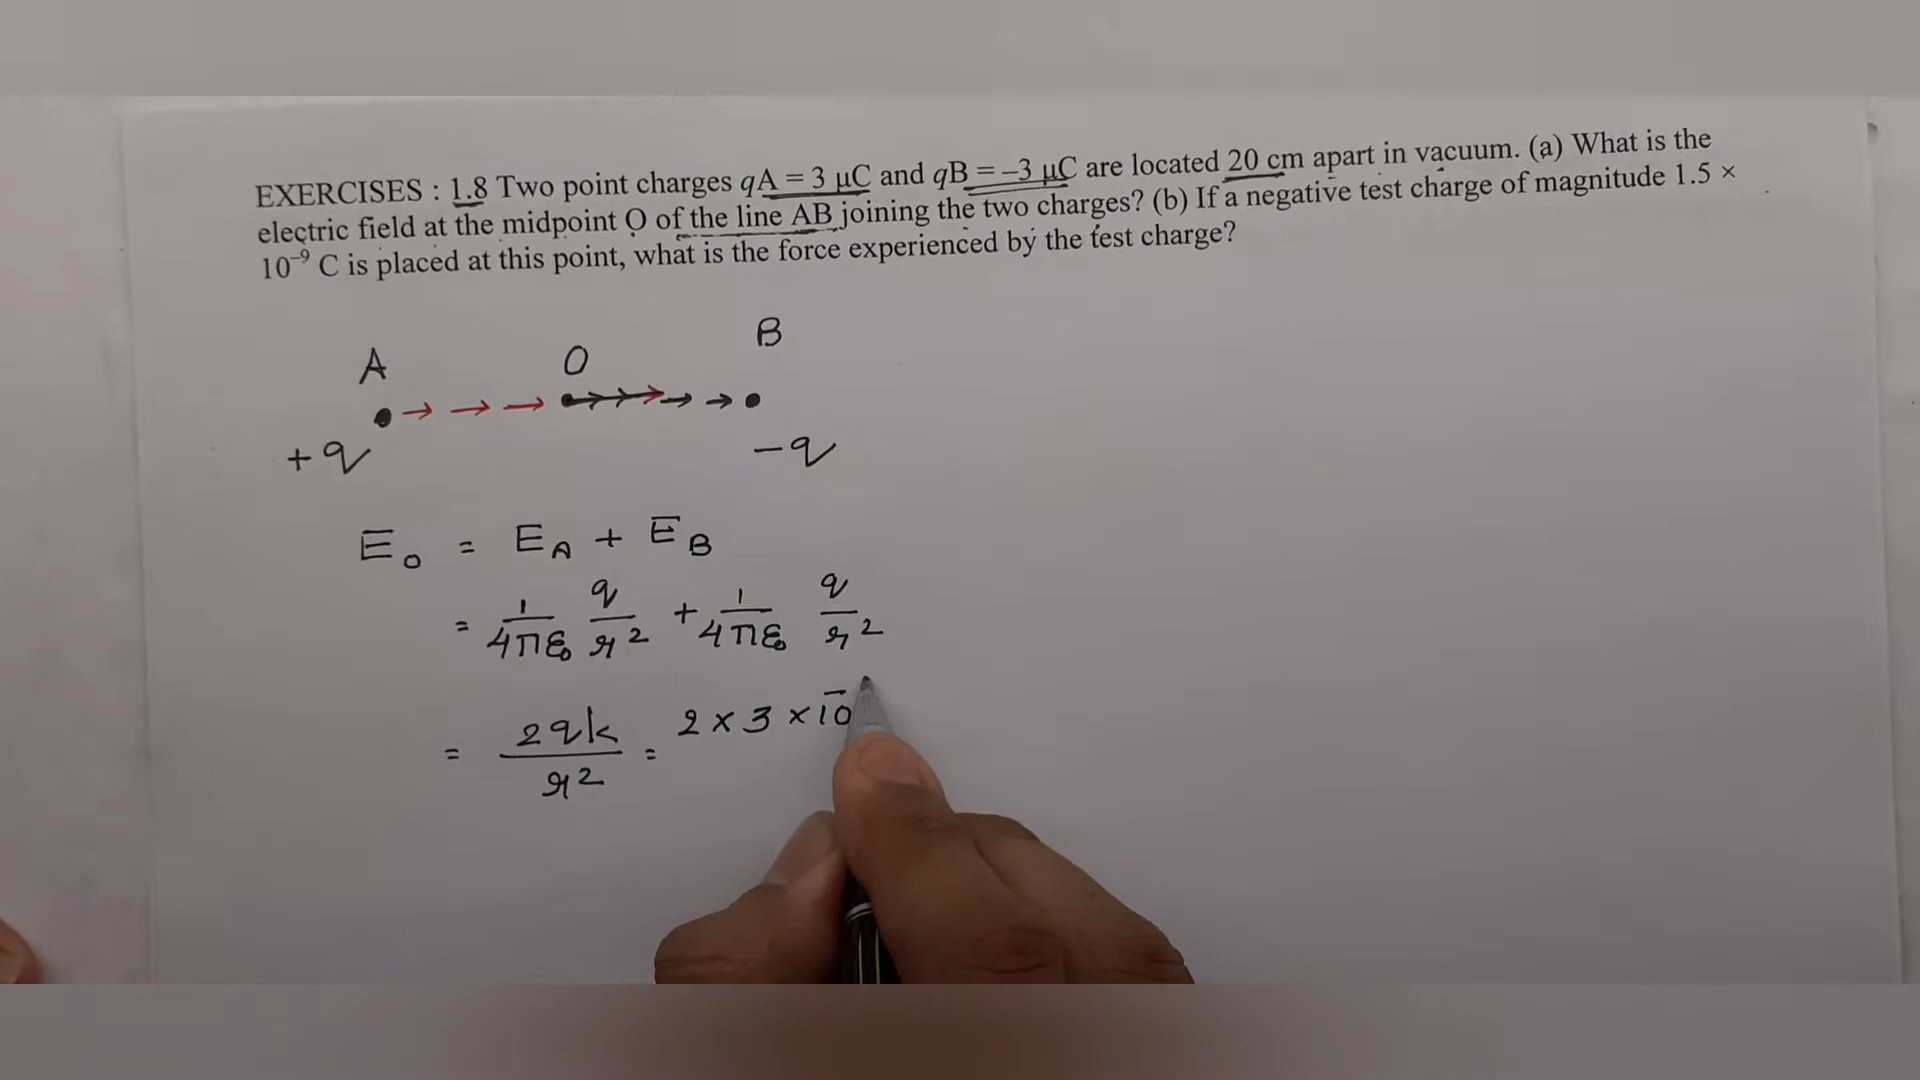 EXERCISES : 1.8 Two point charges qA = 3 μC and qB = –3 μC are located 20 cm apart in vacuum. (a) What is the
electric field at the midpoint O of the line AB joining the two charges? (b) If a negative test charge of magnitude 1.5 ×
10⁻⁹ C is placed at this point, what is the force experienced by the test charge?
A O B
+q -q
E₀ = E_A + E_B
= 1/4πε₀ q/r² + 1/4πε₀ q/r²
= 2qk/r² = 2 × 3 × 10⁻